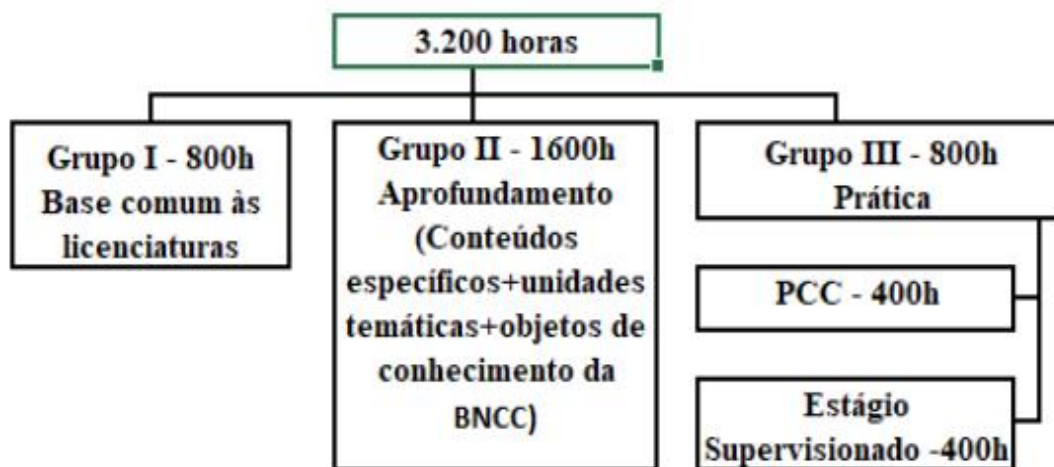 3.200 horas
Grupo I - 800h
Base comum às
licenciaturas
Grupo II - 1600h
Aprofundamento
(Conteúdos
específicos+unidades
temáticas+objetos de
conhecimento da
BNCC)
Grupo III - 800h
Prática
PCC - 400h
Estágio
Supervisionado -400h